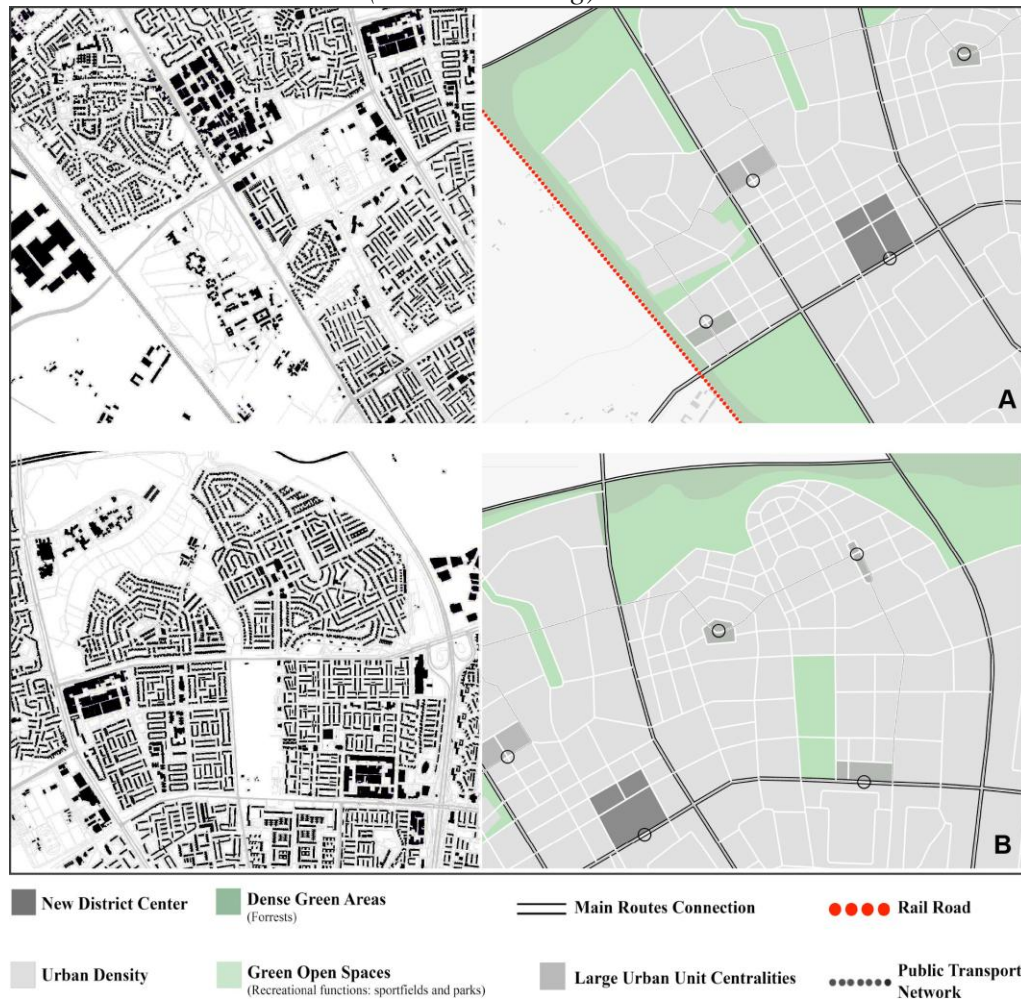 A
B
New District Center
Dense Green Areas
(Forrests)
Main Routes Connection
Rail Road
Urban Density
Green Open Spaces
(Recreational functions: sportfields and parks)
Large Urban Unit Centralities
Public Transport
Network